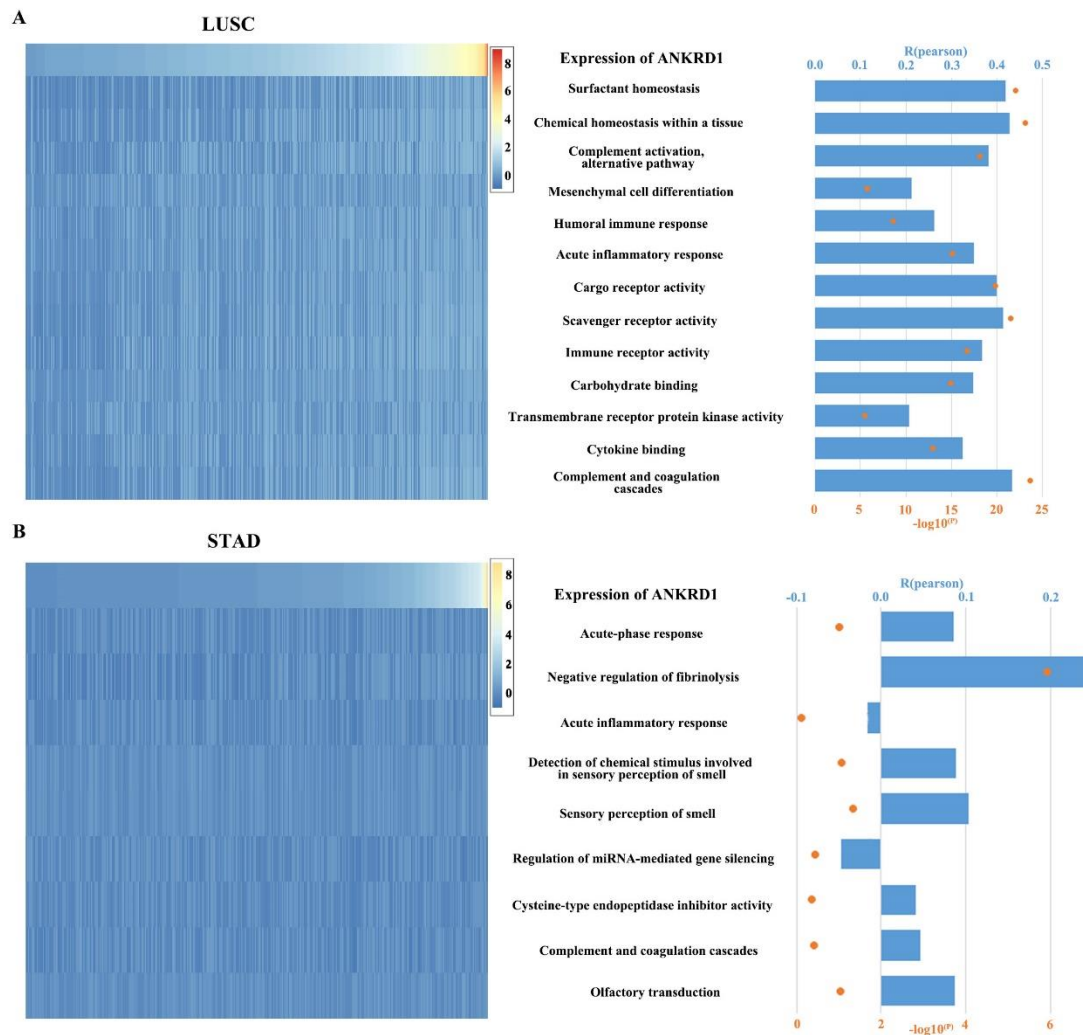 A
LUSC
8
6
4
2
0
Expression of ANKRD1
R(pearson)
0.0 0.1 0.2 0.3 0.4 0.5
Surfactant homeostasis
Chemical homeostasis within a tissue
Complement activation,
alternative pathway
Mesenchymal cell differentiation
Humoral immune response
Acute inflammatory response
Cargo receptor activity
Scavenger receptor activity
Immune receptor activity
Carbohydrate binding
Transmembrane receptor protein kinase activity
Cytokine binding
Complement and coagulation
cascades
0 5 10 15 20 25
-log10(P)
B
STAD
8
6
4
2
0
Expression of ANKRD1
R(pearson)
-0.1 0.0 0.1 0.2
Acute-phase response
Negative regulation of fibrinolysis
Acute inflammatory response
Detection of chemical stimulus involved
in sensory perception of smell
Sensory perception of smell
Regulation of miRNA-mediated gene silencing
Cysteine-type endopeptidase inhibitor activity
Complement and coagulation cascades
Olfactory transduction
0 2 4 6
-log10(P)